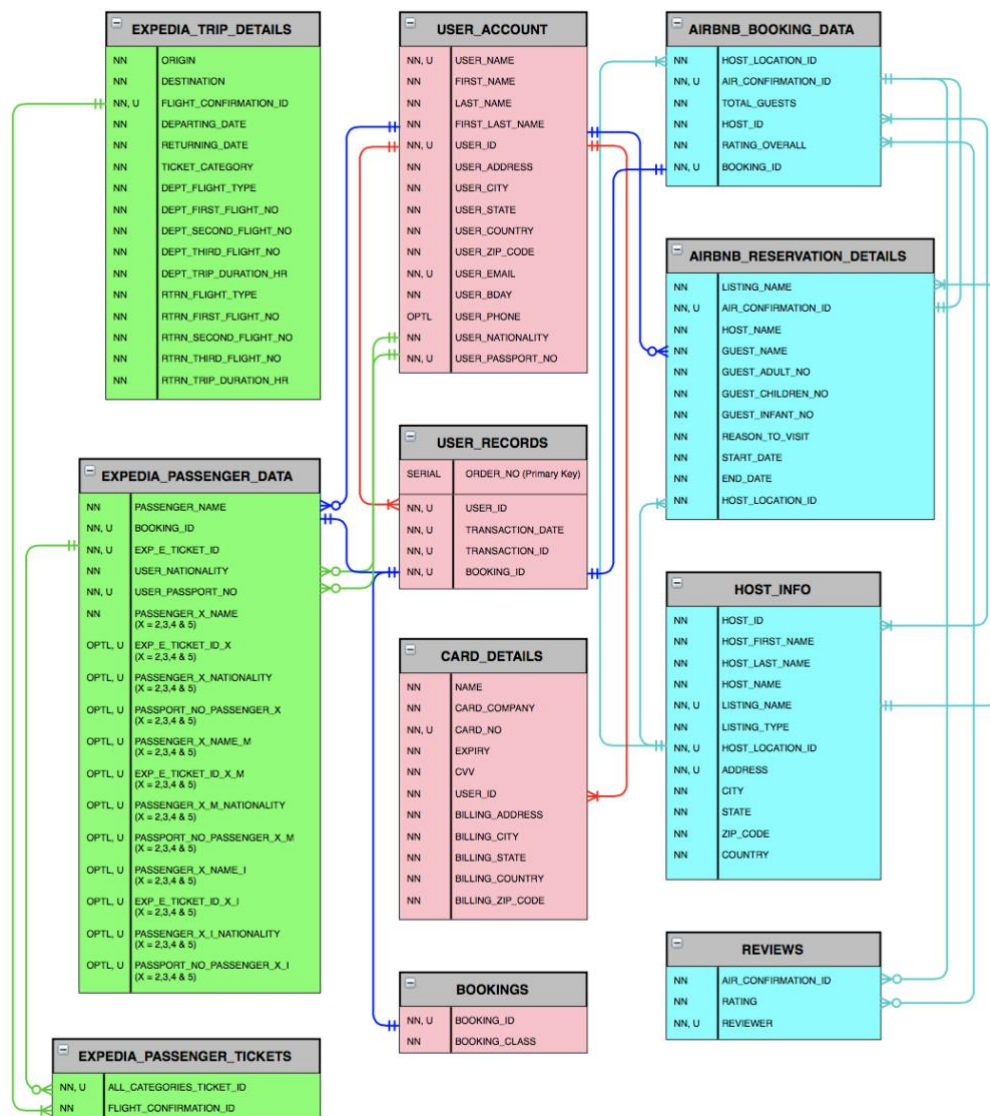 EXPEDIA_TRIP_DETAILS
NN ORIGIN
NN DESTINATION
NN, U FLIGHT_CONFIRMATION_ID
NN DEPARTING_DATE
NN RETURNING_DATE
NN TICKET_CATEGORY
NN DEPT_FLIGHT_TYPE
NN DEPT_FIRST_FLIGHT_NO
NN DEPT_SECOND_FLIGHT_NO
NN DEPT_THIRD_FLIGHT_NO
NN DEPT_TRIP_DURATION_HR
NN RTRN_FLIGHT_TYPE
NN RTRN_FIRST_FLIGHT_NO
NN RTRN_SECOND_FLIGHT_NO
NN RTRN_THIRD_FLIGHT_NO
NN RTRN_TRIP_DURATION_HR
EXPEDIA_PASSENGER_DATA
NN PASSENGER_NAME
NN, U BOOKING_ID
NN, U EXP_E_TICKET_ID
NN USER_NATIONALITY
NN, U USER_PASSPORT_NO
NN PASSENGER_X_NAME
(X = 2,3,4 & 5)
OPTL, U EXP_E_TICKET_ID_X
(X = 2,3,4 & 5)
OPTL, U PASSENGER_X_NATIONALITY
(X = 2,3,4 & 5)
OPTL, U PASSPORT_NO_PASSENGER_X
(X = 2,3,4 & 5)
OPTL, U PASSENGER_X_NAME_M
(X = 2,3,4 & 5)
OPTL, U EXP_E_TICKET_ID_X_M
(X = 2,3,4 & 5)
OPTL, U PASSENGER_X_M_NATIONALITY
(X = 2,3,4 & 5)
OPTL, U PASSPORT_NO_PASSENGER_X_M
(X = 2,3,4 & 5)
OPTL, U PASSENGER_X_NAME_I
(X = 2,3,4 & 5)
OPTL, U EXP_E_TICKET_ID_X_I
(X = 2,3,4 & 5)
OPTL, U PASSENGER_X_I_NATIONALITY
(X = 2,3,4 & 5)
OPTL, U PASSPORT_NO_PASSENGER_X_I
(X = 2,3,4 & 5)
EXPEDIA_PASSENGER_TICKETS
NN, U ALL_CATEGORIES_TICKET_ID
NN FLIGHT_CONFIRMATION_ID
USER_ACCOUNT
NN, U USER_NAME
NN FIRST_NAME
NN LAST_NAME
NN FIRST_LAST_NAME
NN, U USER_ID
NN USER_ADDRESS
NN USER_CITY
NN USER_STATE
NN USER_COUNTRY
NN USER_ZIP_CODE
NN, U USER_EMAIL
NN USER_BDAY
OPTL USER_PHONE
NN USER_NATIONALITY
NN, U USER_PASSPORT_NO
USER_RECORDS
SERIAL ORDER_NO (Primary Key)
NN, U USER_ID
NN, U TRANSACTION_DATE
NN, U TRANSACTION_ID
NN, U BOOKING_ID
CARD_DETAILS
NN NAME
NN CARD_COMPANY
NN, U CARD_NO
NN EXPIRY
NN CVV
NN USER_ID
NN BILLING_ADDRESS
NN BILLING_CITY
NN BILLING_STATE
NN BILLING_COUNTRY
NN BILLING_ZIP_CODE
BOOKINGS
NN, U BOOKING_ID
NN BOOKING_CLASS
AIRBNB_BOOKING_DATA
NN HOST_LOCATION_ID
NN, U AIR_CONFIRMATION_ID
NN TOTAL_GUESTS
NN HOST_ID
NN RATING_OVERALL
NN, U BOOKING_ID
AIRBNB_RESERVATION_DETAILS
NN LISTING_NAME
NN, U AIR_CONFIRMATION_ID
NN HOST_NAME
NN GUEST_NAME
NN GUEST_ADULT_NO
NN GUEST_CHILDREN_NO
NN GUEST_INFANT_NO
NN REASON_TO_VISIT
NN START_DATE
NN END_DATE
NN HOST_LOCATION_ID
HOST_INFO
NN HOST_ID
NN HOST_FIRST_NAME
NN HOST_LAST_NAME
NN HOST_NAME
NN, U LISTING_NAME
NN LISTING_TYPE
NN, U HOST_LOCATION_ID
NN, U ADDRESS
NN CITY
NN STATE
NN ZIP_CODE
NN COUNTRY
REVIEWS
NN AIR_CONFIRMATION_ID
NN RATING
NN, U REVIEWER